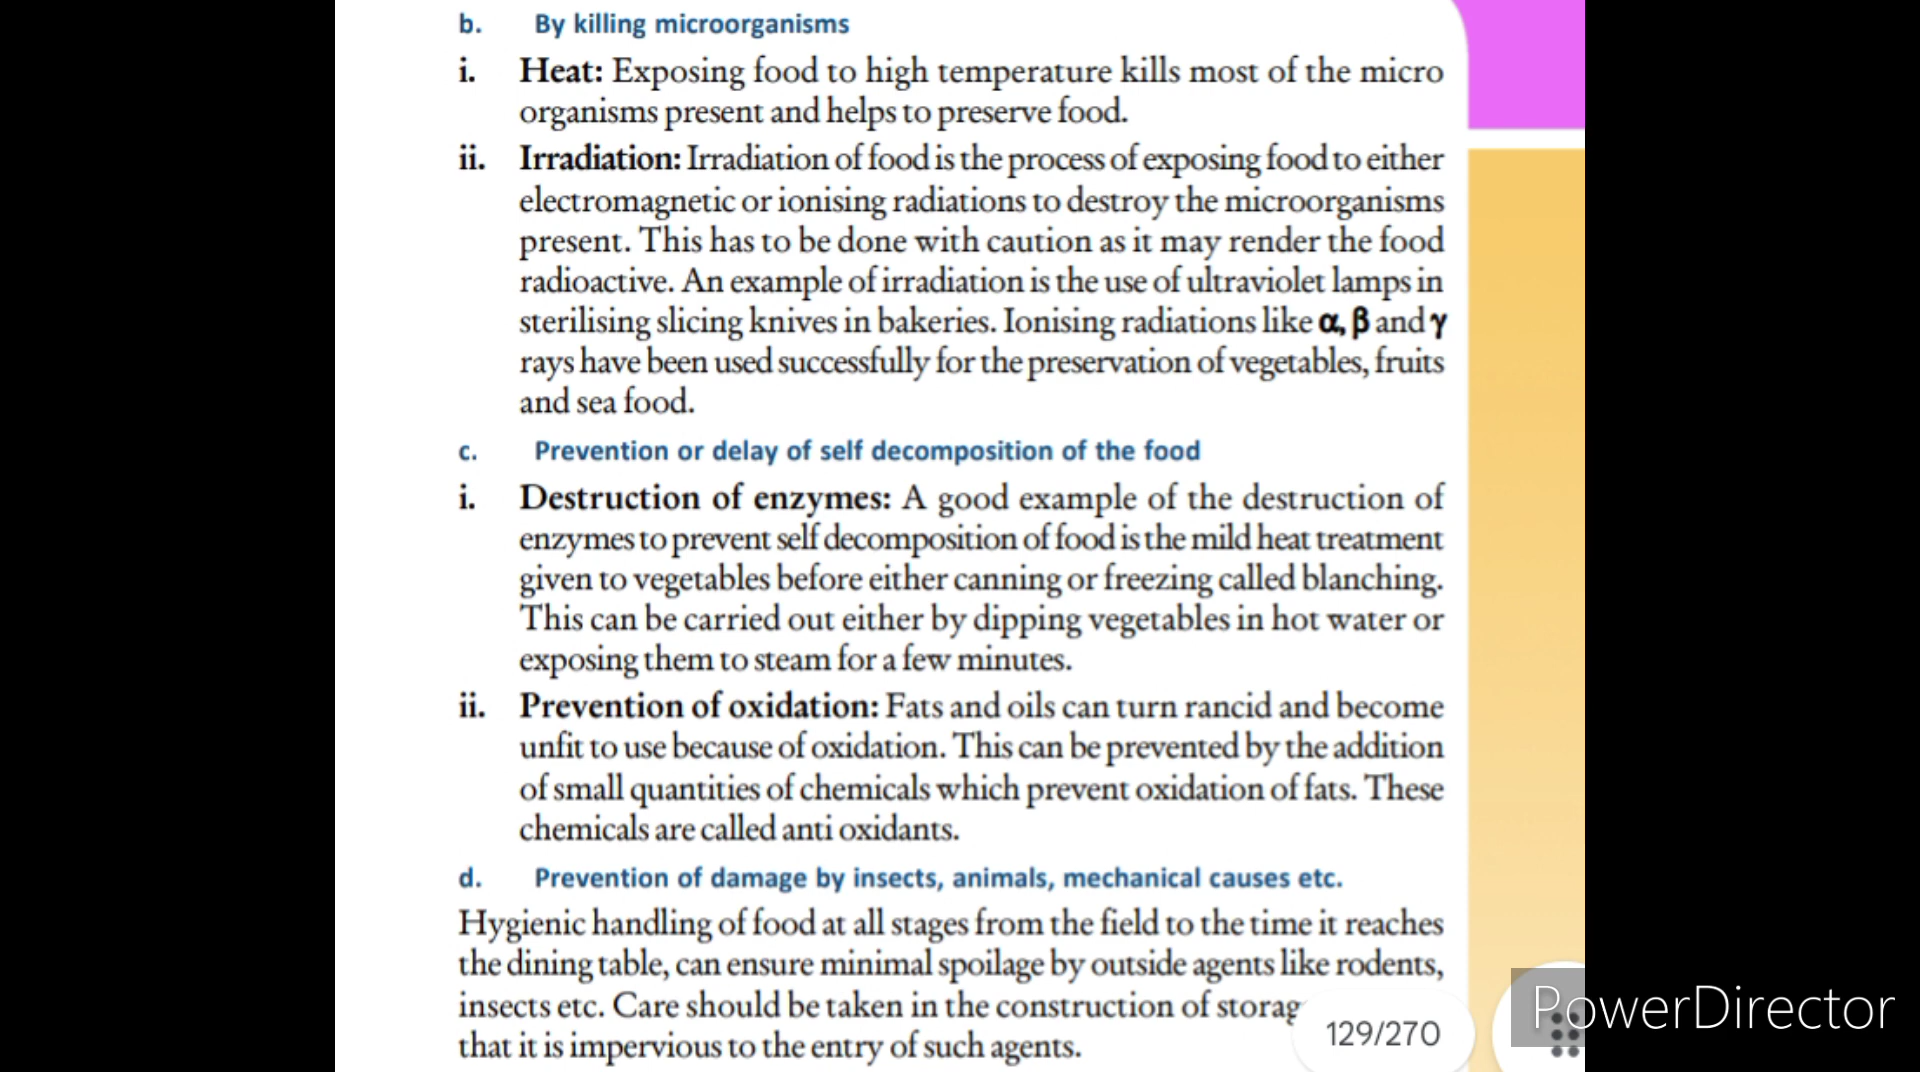 b. By killing microorganisms
i. Heat: Exposing food to high temperature kills most of the micro
organisms present and helps to preserve food.
ii. Irradiation: Irradiation of food is the process of exposing food to either
electromagnetic or ionising radiations to destroy the microorganisms
present. This has to be done with caution as it may render the food
radioactive. An example of irradiation is the use of ultraviolet lamps in
sterilising slicing knives in bakeries. Ionising radiations like α, β and γ
rays have been used successfully for the preservation of vegetables, fruits
and sea food.
c. Prevention or delay of self decomposition of the food
i. Destruction of enzymes: A good example of the destruction of
enzymes to prevent self decomposition of food is the mild heat treatment
given to vegetables before either canning or freezing called blanching.
This can be carried out either by dipping vegetables in hot water or
exposing them to steam for a few minutes.
ii. Prevention of oxidation: Fats and oils can turn rancid and become
unfit to use because of oxidation. This can be prevented by the addition
of small quantities of chemicals which prevent oxidation of fats. These
chemicals are called anti oxidants.
d. Prevention of damage by insects, animals, mechanical causes etc.
Hygienic handling of food at all stages from the field to the time it reaches
the dining table, can ensure minimal spoilage by outside agents like rodents,
insects etc. Care should be taken in the construction of storag
that it is impervious to the entry of such agents.
129/270
PowerDirector